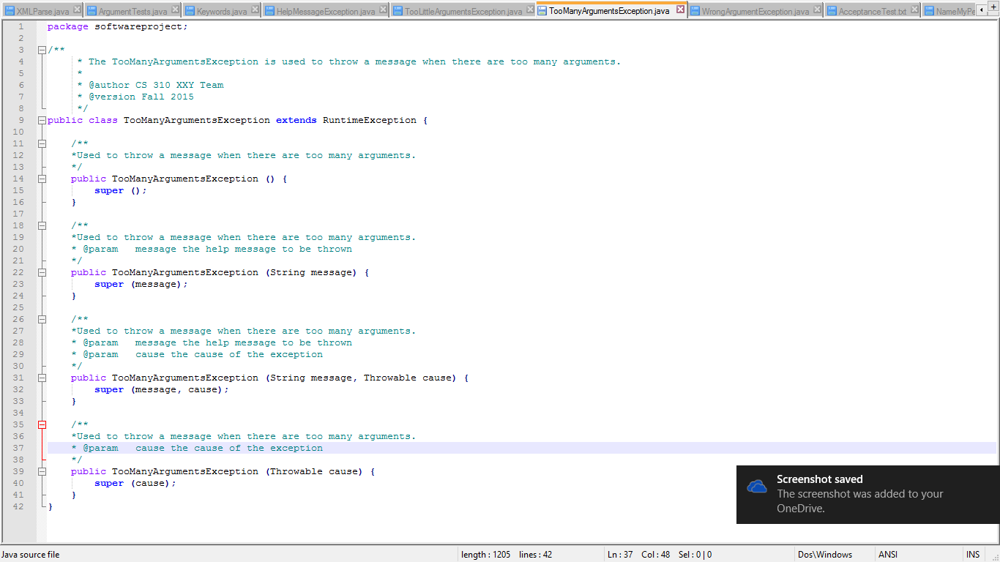 XMLParse.java ArgumentTests.java Keywords.java HelpMessageException.java TooLittleArgumentsException.java TooManyArgumentsException.java WrongArgumentException.java AcceptanceTest.txt NameMyPe
1 package softwareproject;
2
3 /**
4 * The TooManyArgumentsException is used to throw a message when there are too many arguments.
5 *
6 * @author CS 310 XXY Team
7 * @version Fall 2015
8 */
9 public class TooManyArgumentsException extends RuntimeException {
10
11 /**
12 *Used to throw a message when there are too many arguments.
13 */
14 public TooManyArgumentsException () {
15 super ();
16 }
17
18 /**
19 *Used to throw a message when there are too many arguments.
20 * @param message the help message to be thrown
21 */
22 public TooManyArgumentsException (String message) {
23 super (message);
24 }
25
26 /**
27 *Used to throw a message when there are too many arguments.
28 * @param message the help message to be thrown
29 * @param cause the cause of the exception
30 */
31 public TooManyArgumentsException (String message, Throwable cause) {
32 super (message, cause);
33 }
34
35 /**
36 *Used to throw a message when there are too many arguments.
37 * @param cause the cause of the exception
38 */
39 public TooManyArgumentsException (Throwable cause) {
40 super (cause);
41 }
42 }
Screenshot saved
The screenshot was added to your
OneDrive.
Java source file length : 1205 lines : 42 Ln : 37 Col : 48 Sel : 0 | 0 Dos\Windows ANSI INS